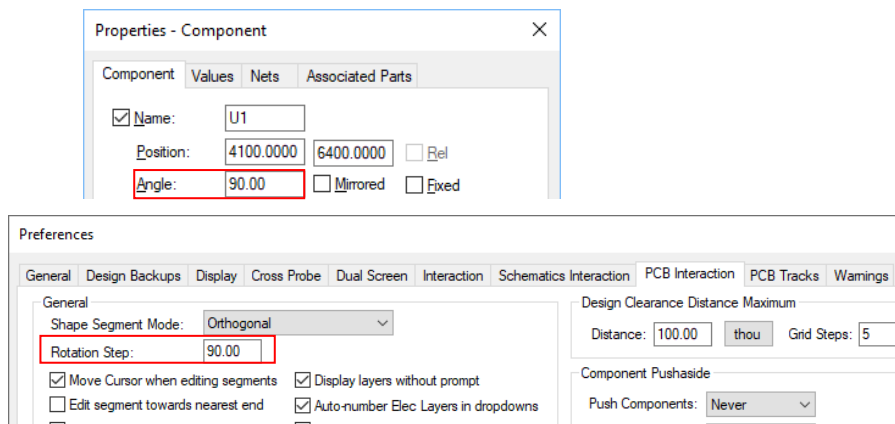 Properties - Component
Component Values Nets Associated Parts
Name: U1
Position: 4100.0000 6400.0000 Rel
Angle: 90.00 Mirrored Fixed
Preferences
General Design Backups Display Cross Probe Dual Screen Interaction Schematics Interaction PCB Interaction PCB Tracks Warnings
General
Shape Segment Mode: Orthogonal
Rotation Step: 90.00
Move Cursor when editing segments Display layers without prompt
Edit segment towards nearest end Auto-number Elec Layers in dropdowns
Design Clearance Distance Maximum
Distance: 100.00 thou Grid Steps: 5
Component Pushaside
Push Components: Never